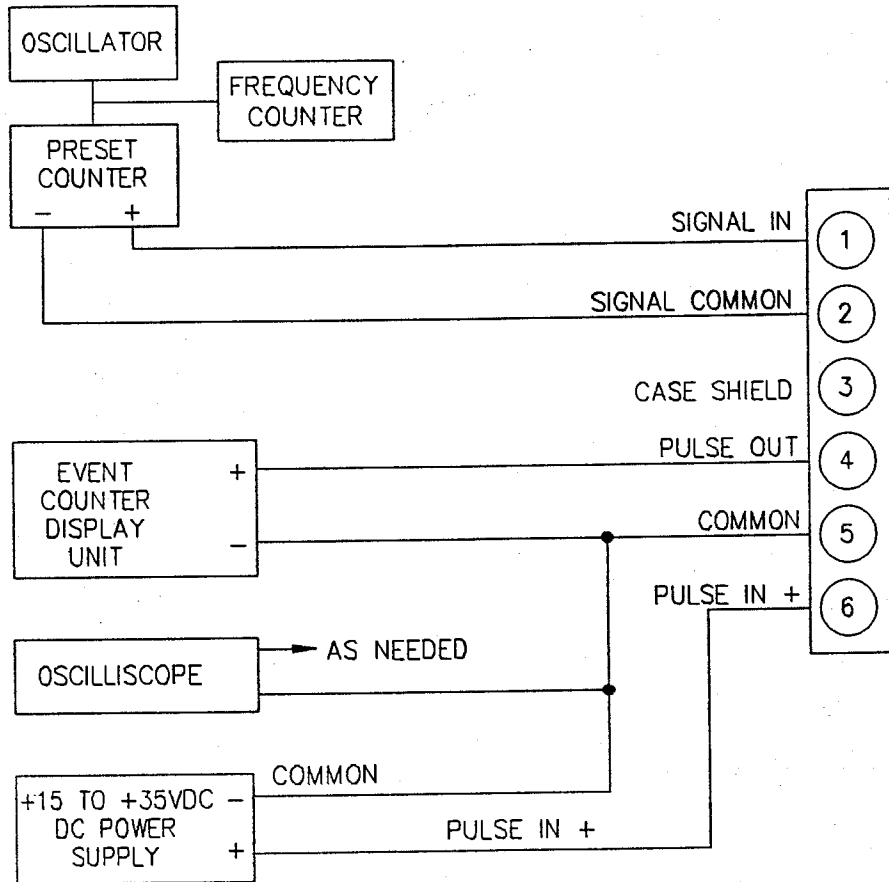 OSCILLATOR
FREQUENCY
COUNTER
PRESET
COUNTER
- +
SIGNAL IN
1
SIGNAL COMMON
2
CASE SHIELD
3
PULSE OUT
4
EVENT
COUNTER
DISPLAY
UNIT
+
-
COMMON
5
PULSE IN +
6
OSCILLISCOPE
AS NEEDED
COMMON
+15 TO +35VDC -
DC POWER
SUPPLY +
PULSE IN +